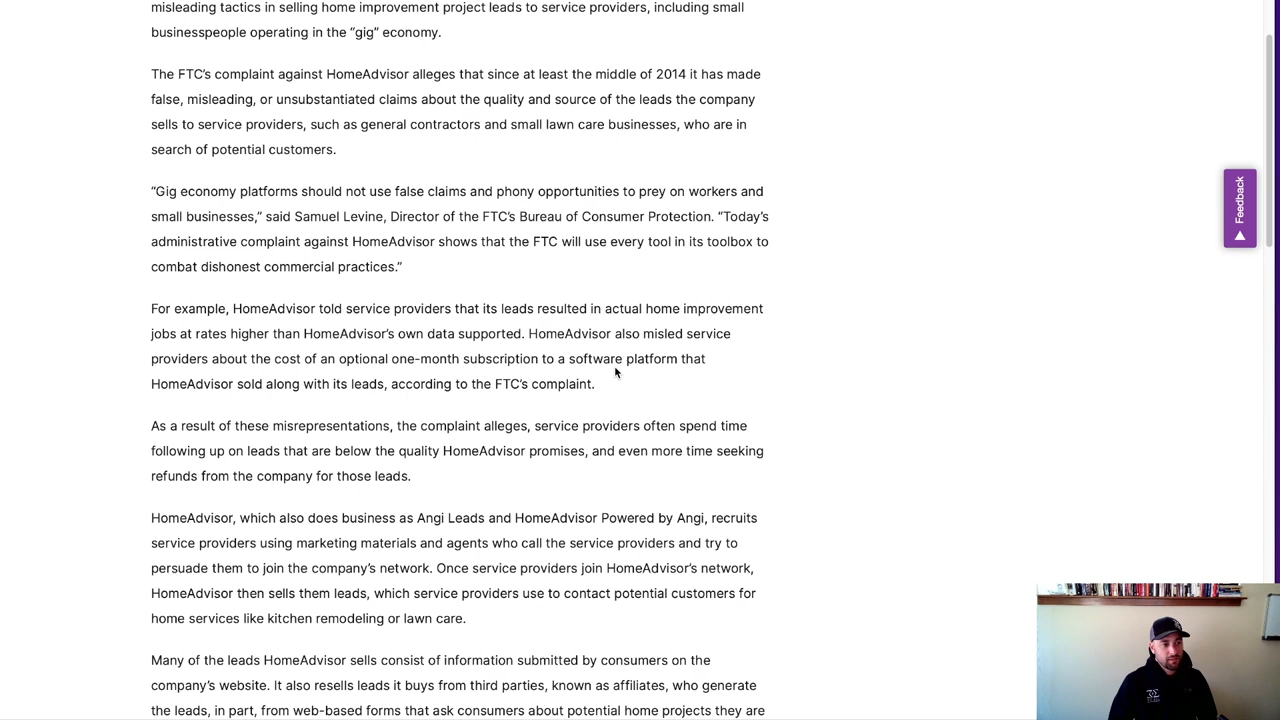 misleading tactics in selling home improvement project leads to service providers, including small
businesspeople operating in the “gig” economy.
The FTC’s complaint against HomeAdvisor alleges that since at least the middle of 2014 it has made
false, misleading, or unsubstantiated claims about the quality and source of the leads the company
sells to service providers, such as general contractors and small lawn care businesses, who are in
search of potential customers.
“Gig economy platforms should not use false claims and phony opportunities to prey on workers and
small businesses,” said Samuel Levine, Director of the FTC’s Bureau of Consumer Protection. “Today’s
administrative complaint against HomeAdvisor shows that the FTC will use every tool in its toolbox to
combat dishonest commercial practices.”
For example, HomeAdvisor told service providers that its leads resulted in actual home improvement
jobs at rates higher than HomeAdvisor’s own data supported. HomeAdvisor also misled service
providers about the cost of an optional one-month subscription to a software platform that
HomeAdvisor sold along with its leads, according to the FTC’s complaint.
As a result of these misrepresentations, the complaint alleges, service providers often spend time
following up on leads that are below the quality HomeAdvisor promises, and even more time seeking
refunds from the company for those leads.
HomeAdvisor, which also does business as Angi Leads and HomeAdvisor Powered by Angi, recruits
service providers using marketing materials and agents who call the service providers and try to
persuade them to join the company’s network. Once service providers join HomeAdvisor’s network,
HomeAdvisor then sells them leads, which service providers use to contact potential customers for
home services like kitchen remodeling or lawn care.
Many of the leads HomeAdvisor sells consist of information submitted by consumers on the
company’s website. It also resells leads it buys from third parties, known as affiliates, who generate
the leads, in part, from web-based forms that ask consumers about potential home projects they are
Feedback